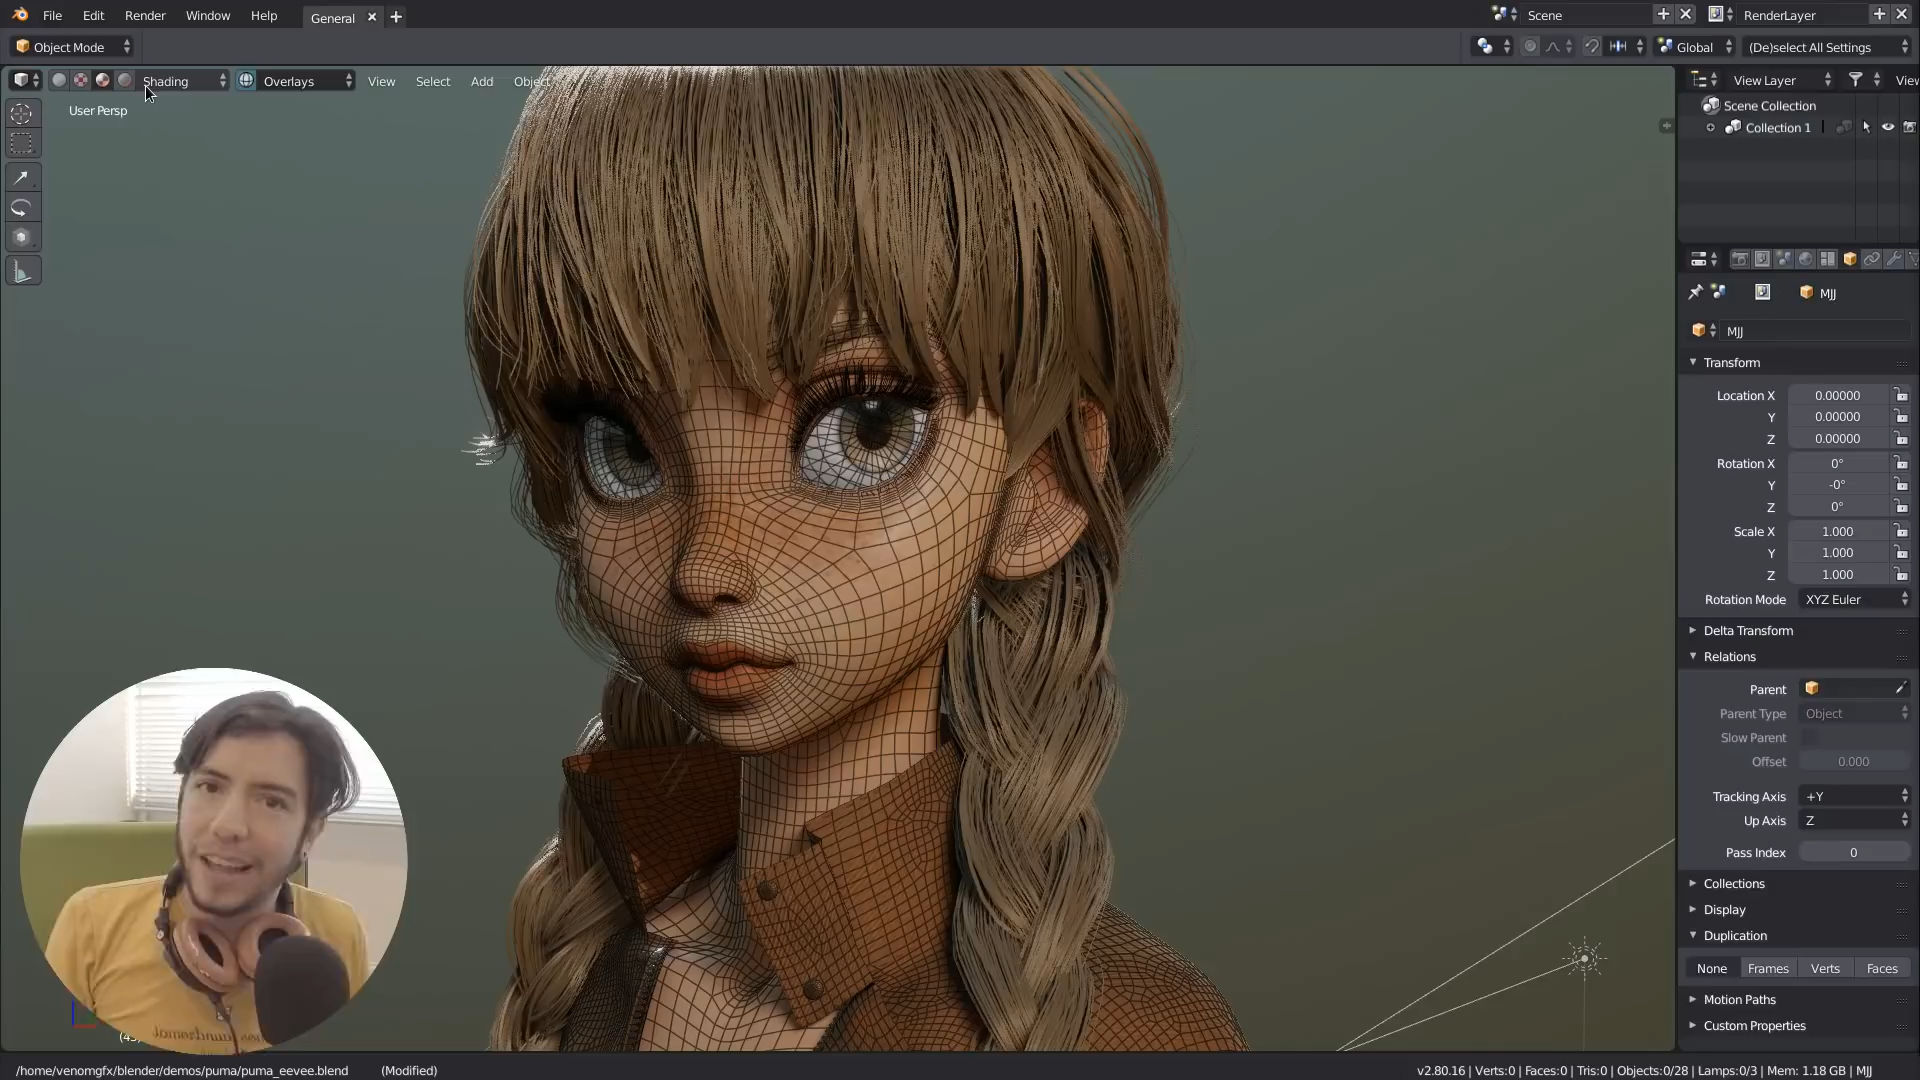 File Edit Render Window Help General Scene RenderLayer
Object Mode Global (De)select All Settings
Shading Overlays View Select Add Object View Layer View
User Persp
Scene Collection
Collection 1
MJJ
MJJ
Transform
Location X 0.00000
Y 0.00000
Z 0.00000
Rotation X 0°
Y -0°
Z 0°
Scale X 1.000
Y 1.000
Z 1.000
Rotation Mode XYZ Euler
Delta Transform
Relations
Parent
Parent Type Object
Slow Parent
Offset 0.000
Tracking Axis +Y
Up Axis Z
Pass Index 0
Collections
Display
Duplication
None Frames Verts Faces
Motion Paths
Custom Properties
/home/venomgfx/blender/demos/puma/puma_eevee.blend (Modified) v2.80.16 | Verts:0 | Faces:0 | Tris:0 | Objects:0/28 | Lamps:0/3 | Mem: 1.18 GB | MJJ